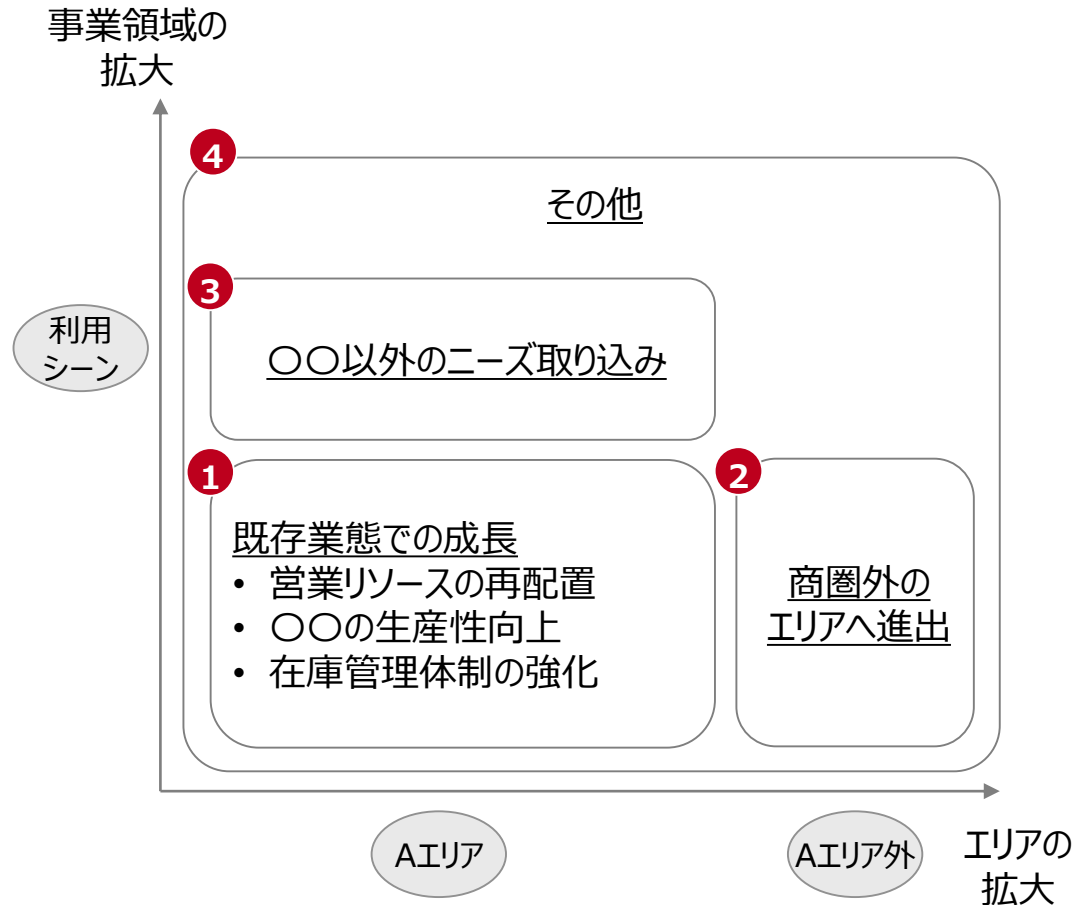 事業領域の
拡大
4
その他
3
〇〇以外のニーズ取り込み
利用
シーン
1
既存業態での成長
• 営業リソースの再配置
• 〇〇の生産性向上
• 在庫管理体制の強化
2
商圏外の
エリアへ進出
Aエリア
Aエリア外
エリアの
拡大